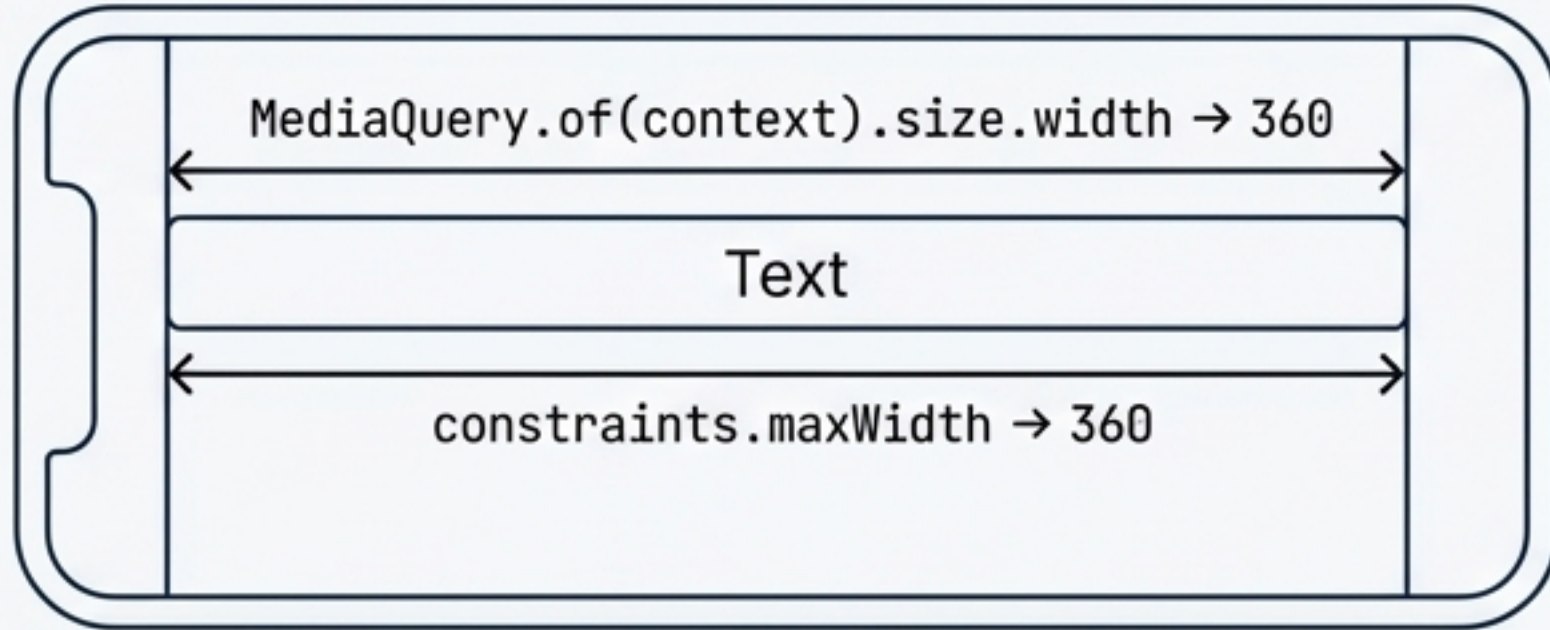 MediaQuery.of(context).size.width → 360
Text
constraints.maxWidth → 360